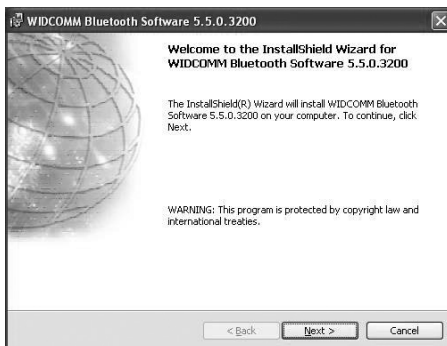 WIDCOMM Bluetooth Software 5.5.0.3200
Welcome to the InstallShield Wizard for
WIDCOMM Bluetooth Software 5.5.0.3200
The InstallShield(R) Wizard will install WIDCOMM Bluetooth
Software 5.5.0.3200 on your computer. To continue, click
Next.
WARNING: This program is protected by copyright law and
international treaties.
< Back Next > Cancel